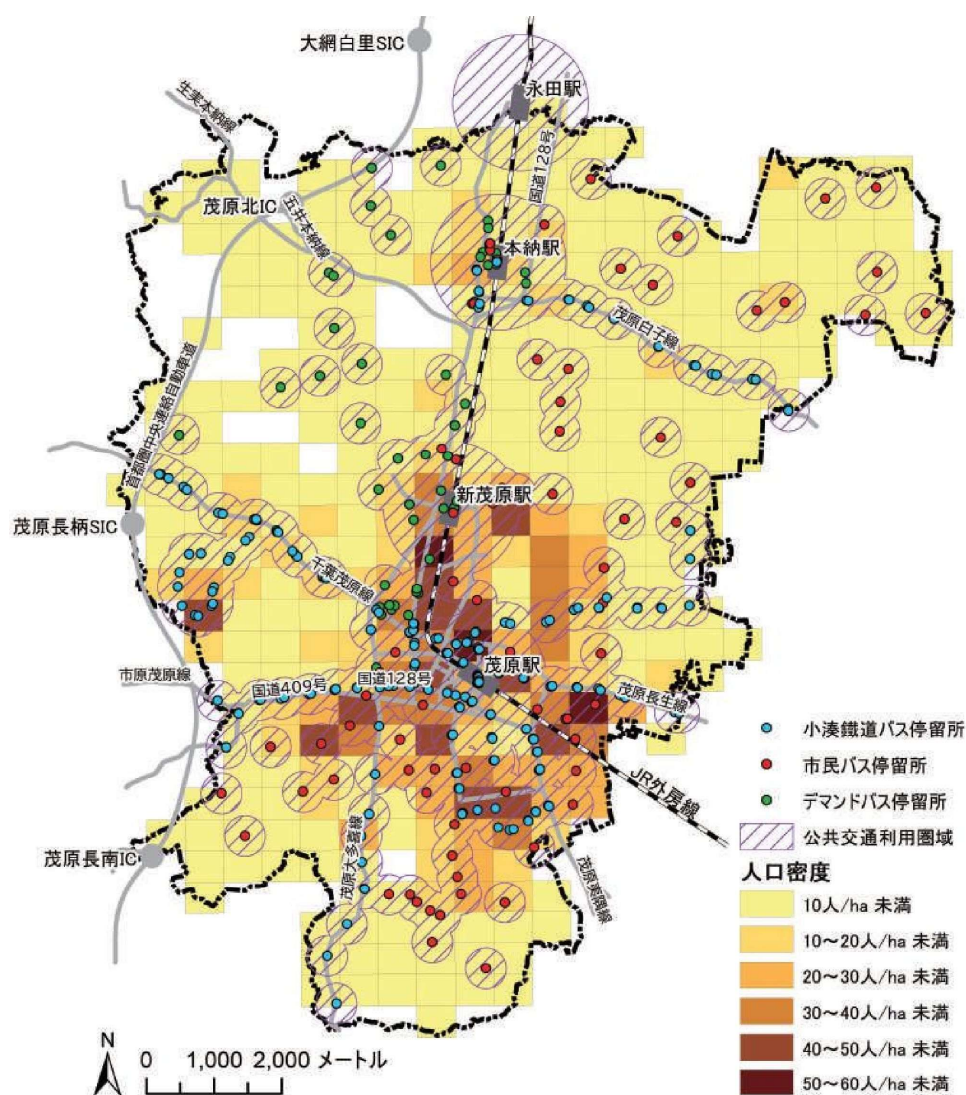 大網白里SIC
永田駅
生実本納線
国道128号
茂原北IC
五井本納線
本納駅
茂原白子線
首都圏中央連絡自動車道
新茂原駅
茂原長柄SIC
千葉茂原線
茂原駅
市原茂原線
国道409号
国道128号
茂原長生線
JR外房線
茂原長南IC
茂原大多喜線
茂原夷隅線
小湊鐵道バス停留所
市民バス停留所
デマンドバス停留所
公共交通利用圏域
人口密度
10人/ha 未満
10～20人/ha 未満
20～30人/ha 未満
30～40人/ha 未満
40～50人/ha 未満
50～60人/ha 未満
N
0 1,000 2,000 メートル